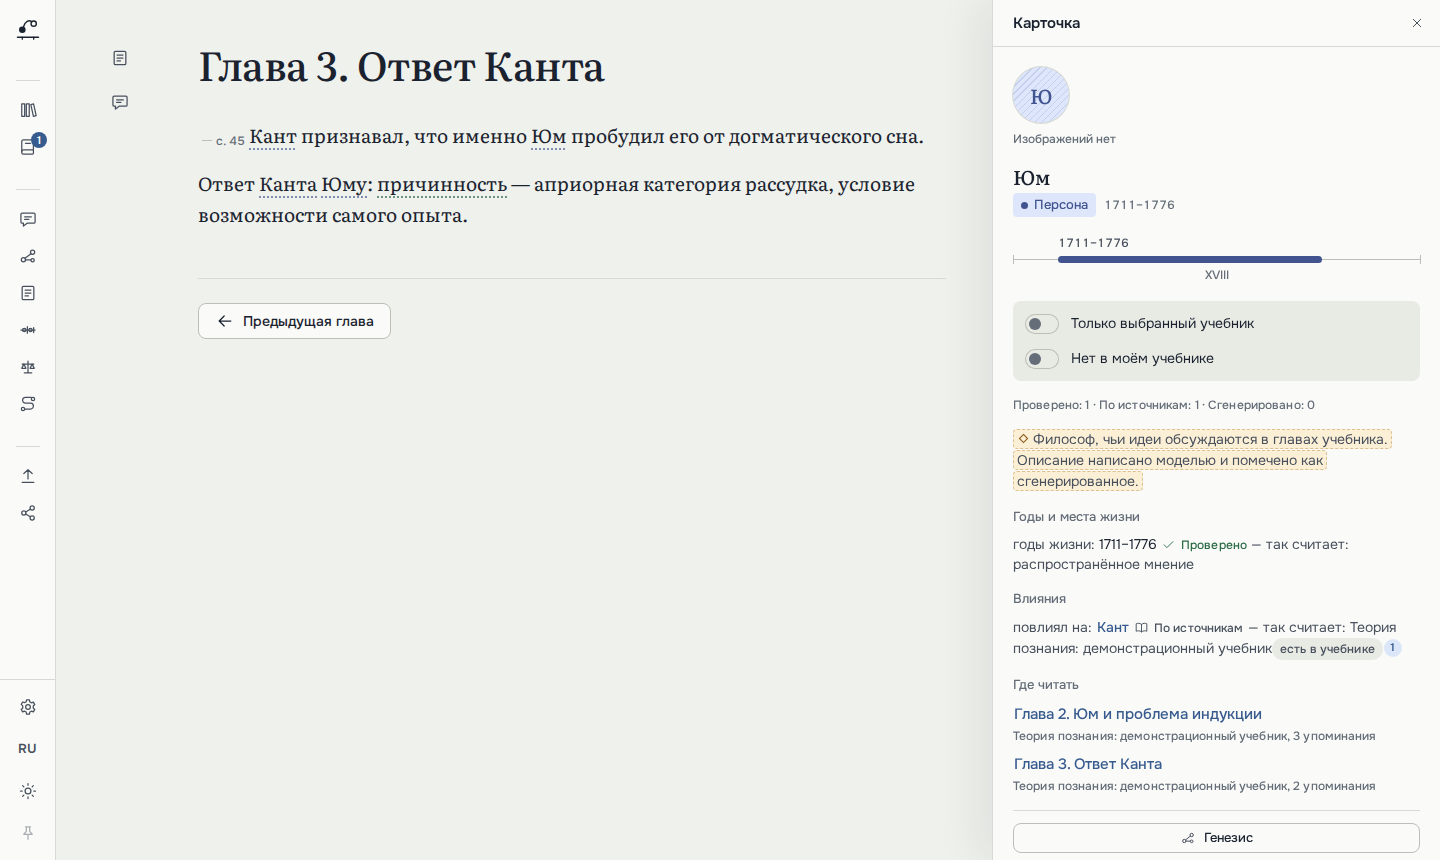 1
RU
Глава 3. Ответ Канта
— с. 45 Кант признавал, что именно Юм пробудил его от догматического сна.
Ответ Канта Юму: причинность — априорная категория рассудка, условие
возможности самого опыта.
Предыдущая глава
Карточка
Ю
Изображений нет
Юм
Персона 1711–1776
1711–1776
XVIII
Только выбранный учебник
Нет в моём учебнике
Проверено: 1 · По источникам: 1 · Сгенерировано: 0
Философ, чьи идеи обсуждаются в главах учебника.
Описание написано моделью и помечено как
сгенерированное.
Годы и места жизни
годы жизни: 1711–1776 Проверено — так считает:
распространённое мнение
Влияния
повлиял на: Кант По источникам — так считает: Теория
познания: демонстрационный учебник есть в учебнике 1
Где читать
Глава 2. Юм и проблема индукции
Теория познания: демонстрационный учебник, 3 упоминания
Глава 3. Ответ Канта
Теория познания: демонстрационный учебник, 2 упоминания
Генезис